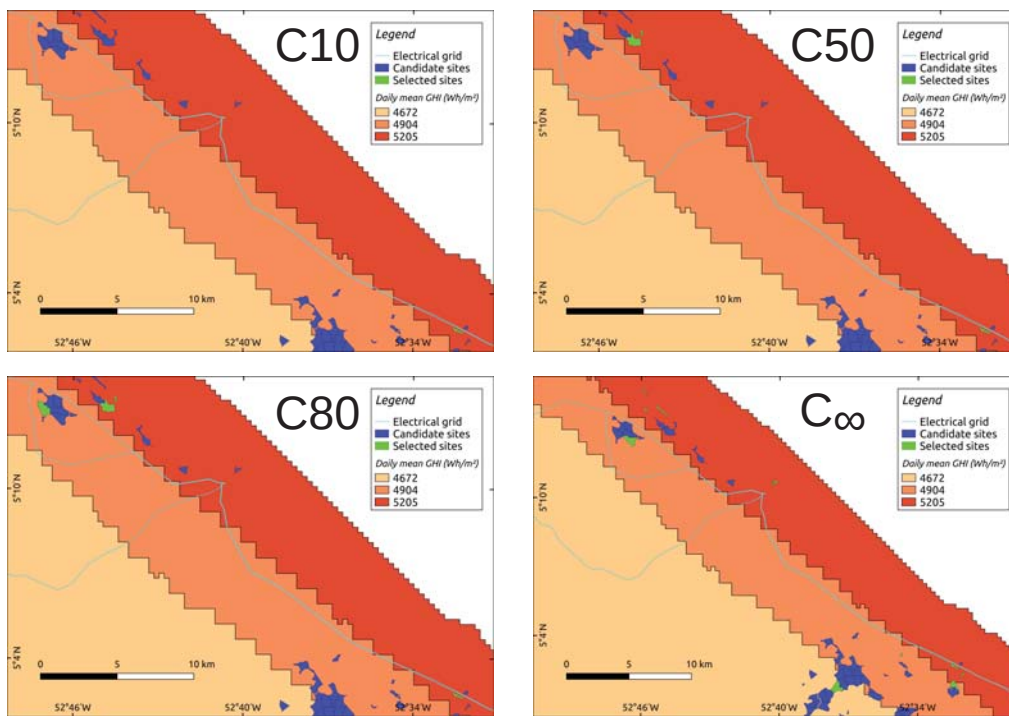 C10
Legend
Electrical grid
Candidate sites
Selected sites
Daily mean GHI (Wh/m²)
4672
4904
5205
5°10'N
5°4'N
0 5 10 km
52°46'W 52°40'W 52°34'W
C50
Legend
Electrical grid
Candidate sites
Selected sites
Daily mean GHI (Wh/m²)
4672
4904
5205
5°10'N
5°4'N
0 5 10 km
52°46'W 52°40'W 52°34'W
C80
Legend
Electrical grid
Candidate sites
Selected sites
Daily mean GHI (Wh/m²)
4672
4904
5205
5°10'N
5°4'N
0 5 10 km
52°46'W 52°40'W 52°34'W
C∞
Legend
Electrical grid
Candidate sites
Selected sites
Daily mean GHI (Wh/m²)
4672
4904
5205
5°10'N
5°4'N
0 5 10 km
52°46'W 52°40'W 52°34'W